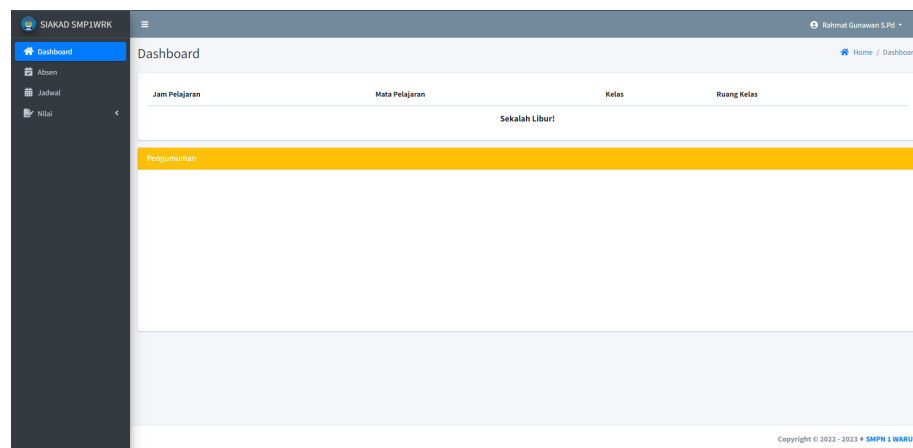 SIAKAD SMP1WRK
Rahmat Gunawan S.Pd
Dashboard
Absen
Jadwal
Nilai
Dashboard
Home / Dashboar
Jam Pelajaran Mata Pelajaran Kelas Ruang Kelas
Sekalah Libur!
Pengumuman
Copyright © 2022 - 2023 ♦ SMPN 1 WARU